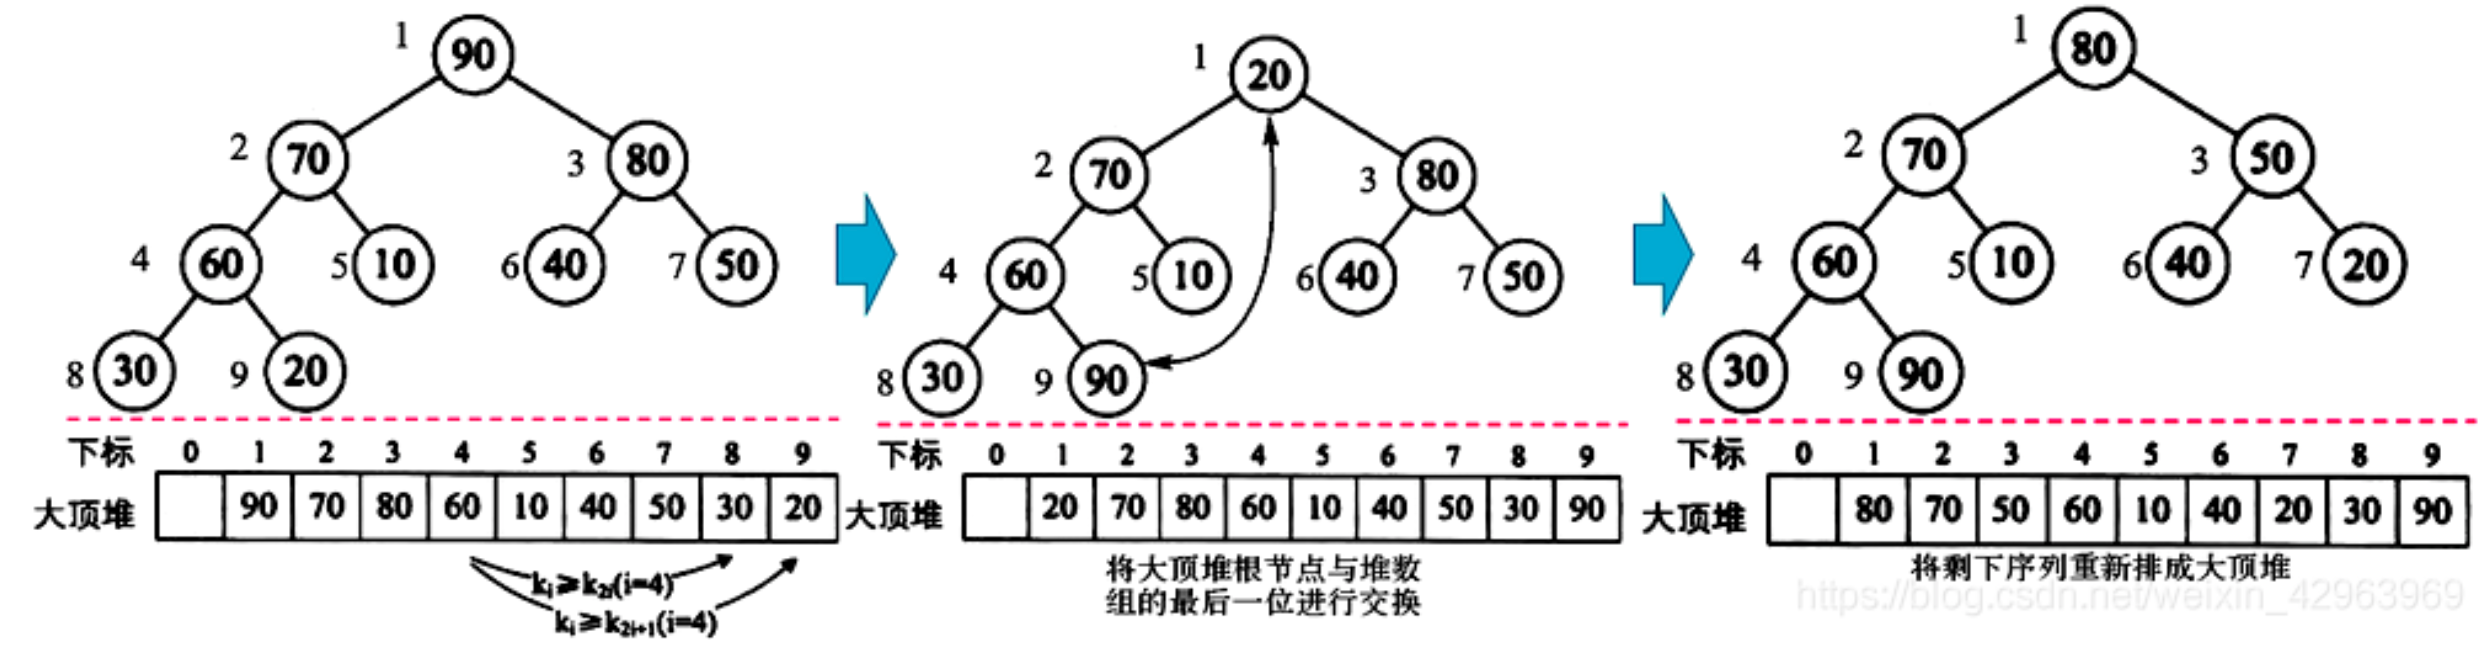 1 90
2 70 3 80
4 60 5 10 6 40 7 50
8 30 9 20
下标 0 1 2 3 4 5 6 7 8 9
大顶堆 90 70 80 60 10 40 50 30 20
kᵢ≥k₂ᵢ(i=4)
kᵢ≥k₂ᵢ₊₁(i=4)
1 20
2 70 3 80
4 60 5 10 6 40 7 50
8 30 9 90
下标 0 1 2 3 4 5 6 7 8 9
大顶堆 20 70 80 60 10 40 50 30 90
将大顶堆根节点与堆数
组的最后一位进行交换
1 80
2 70 3 50
4 60 5 10 6 40 7 20
8 30 9 90
下标 0 1 2 3 4 5 6 7 8 9
大顶堆 80 70 50 60 10 40 20 30 90
将剩下序列重新排成大顶堆
https://blog.csdn.net/weixin_42963969